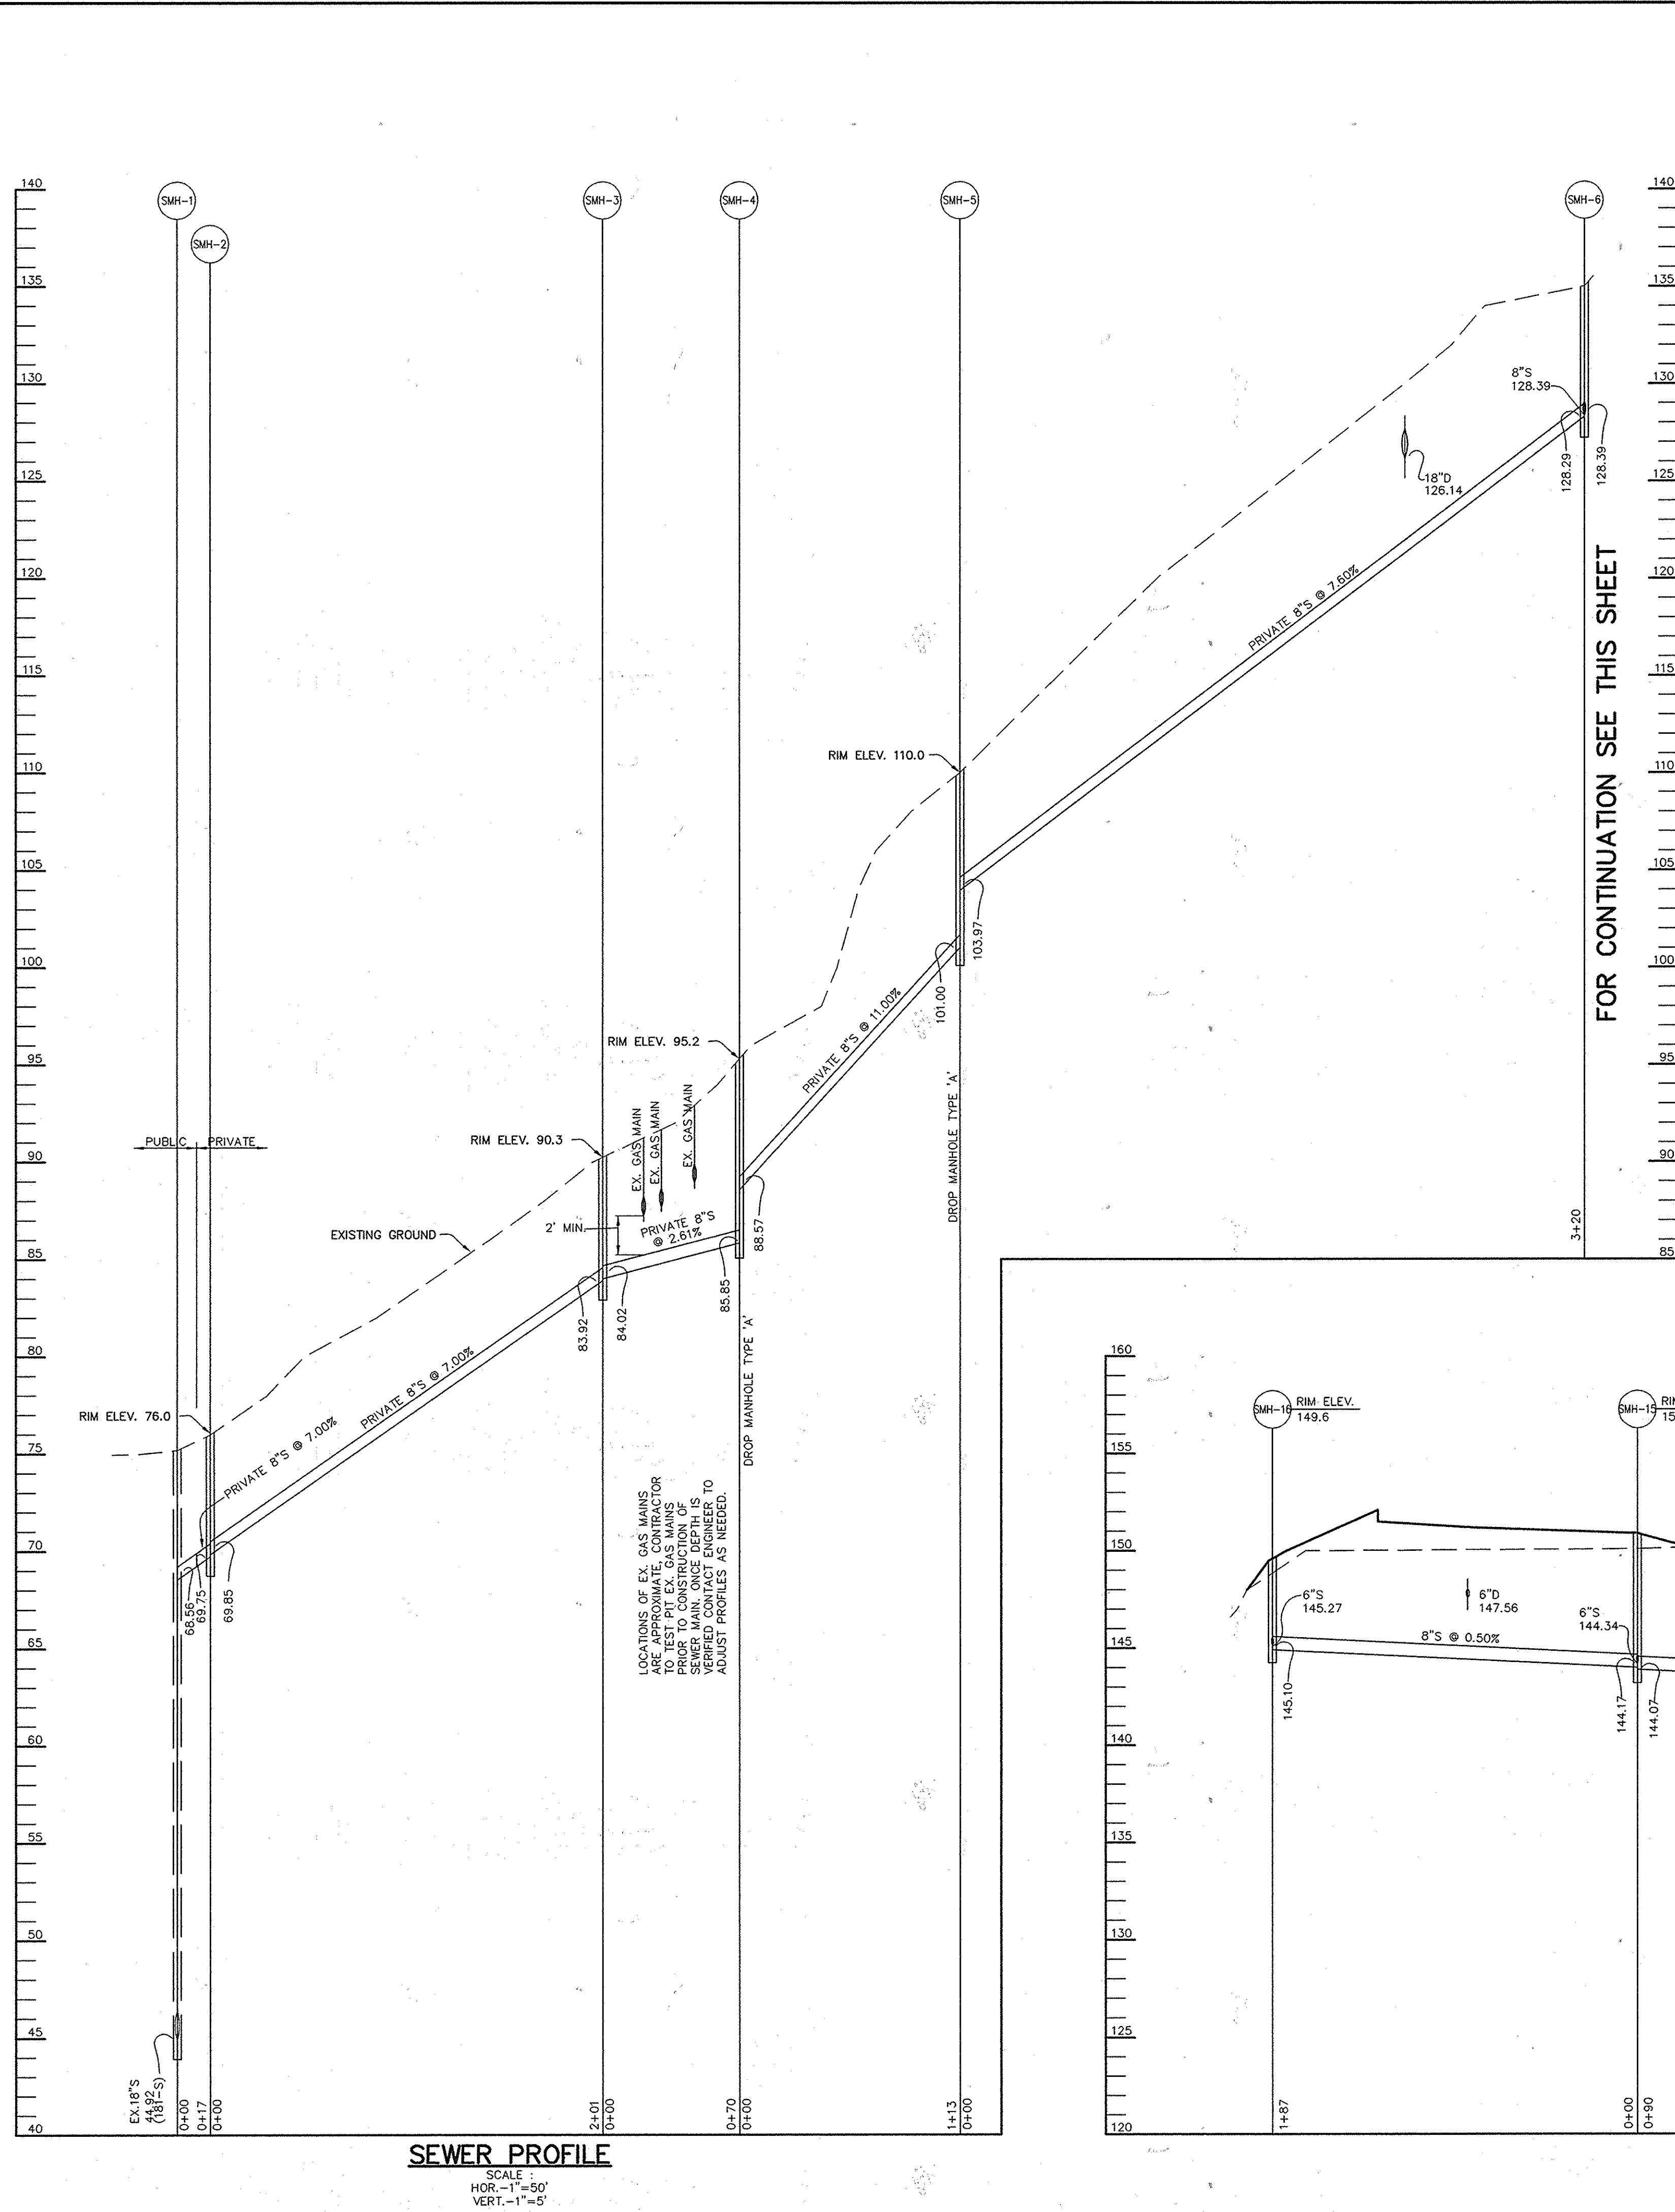 140
135
130
125
120
115
110
105
100
95
90
85
80
75
70
65
60
55
50
45
40
SMH-1
SMH-2
SMH-3
SMH-4
SMH-5
SMH-6
PUBLIC
PRIVATE
EXISTING GROUND
RIM ELEV. 76.0
RIM ELEV. 90.3
RIM ELEV. 95.2
RIM ELEV. 110.0
PRIVATE 8"S @ 7.00%
PRIVATE 8"S @ 7.00%
2' MIN.
PRIVATE 8"S
@ 2.61%
PRIVATE 8"S @ 11.00%
PRIVATE 8"S @ 7.60%
EX. GAS MAIN
EX. GAS MAIN
EX. GAS MAIN
68.56
69.75
69.85
83.92
84.02
85.85
88.57
101.00
103.97
128.29
128.39
8"S
128.39
18"D
126.14
DROP MANHOLE TYPE 'A'
DROP MANHOLE TYPE 'A'
LOCATIONS OF EX. GAS MAINS
ARE APPROXIMATE, CONTRACTOR
TO TEST PIT EX. GAS MAINS
PRIOR TO CONSTRUCTION OF
SEWER MAIN. ONCE DEPTH IS
VERIFIED CONTACT ENGINEER TO
ADJUST PROFILES AS NEEDED.
EX.18"S
44.92
(181-S)
0+00
0+17
0+00
2+01
0+00
0+70
0+00
1+13
0+00
3+20
FOR CONTINUATION SEE THIS SHEET
140
135
130
125
120
115
110
105
100
95
90
85
SEWER PROFILE
SCALE :
HOR.-1"=50'
VERT.-1"=5'
160
155
150
145
140
135
130
125
120
SMH-16
RIM ELEV.
149.6
SMH-15
6"S
145.27
6"D
147.56
6"S
144.34
8"S @ 0.50%
145.10
144.17
144.07
1+87
0+00
0+90